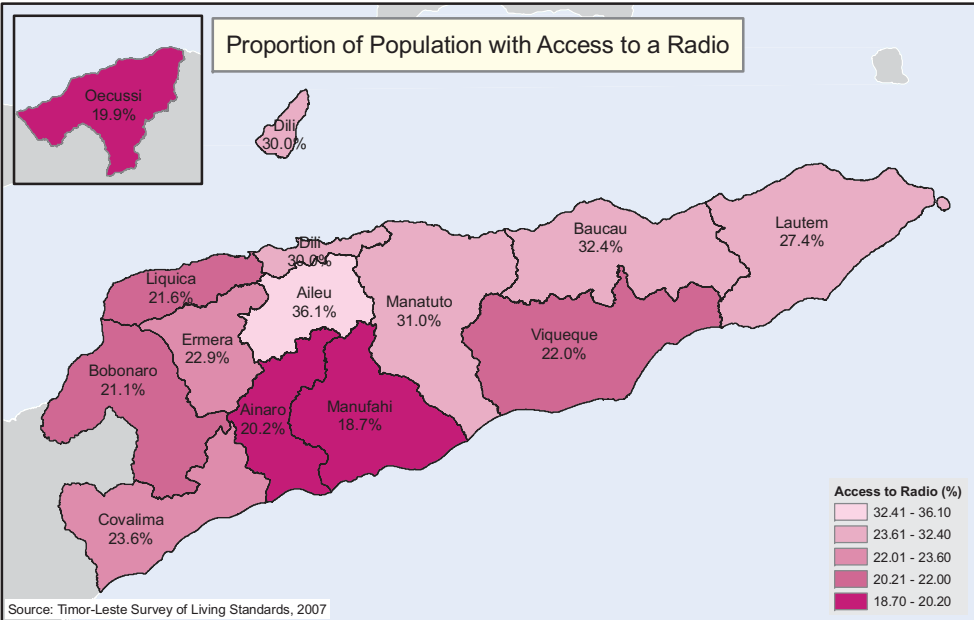 Proportion of Population with Access to a Radio
Oecussi
19.9%
Dili
30.0%
Lautem
27.4%
Baucau
32.4%
Dili
30.0%
Liquica
21.6%
Aileu
36.1%
Manatuto
31.0%
Ermera
22.9%
Viqueque
22.0%
Bobonaro
21.1%
Ainaro
20.2%
Manufahi
18.7%
Covalima
23.6%
Access to Radio (%)
32.41 - 36.10
23.61 - 32.40
22.01 - 23.60
20.21 - 22.00
18.70 - 20.20
Source: Timor-Leste Survey of Living Standards, 2007